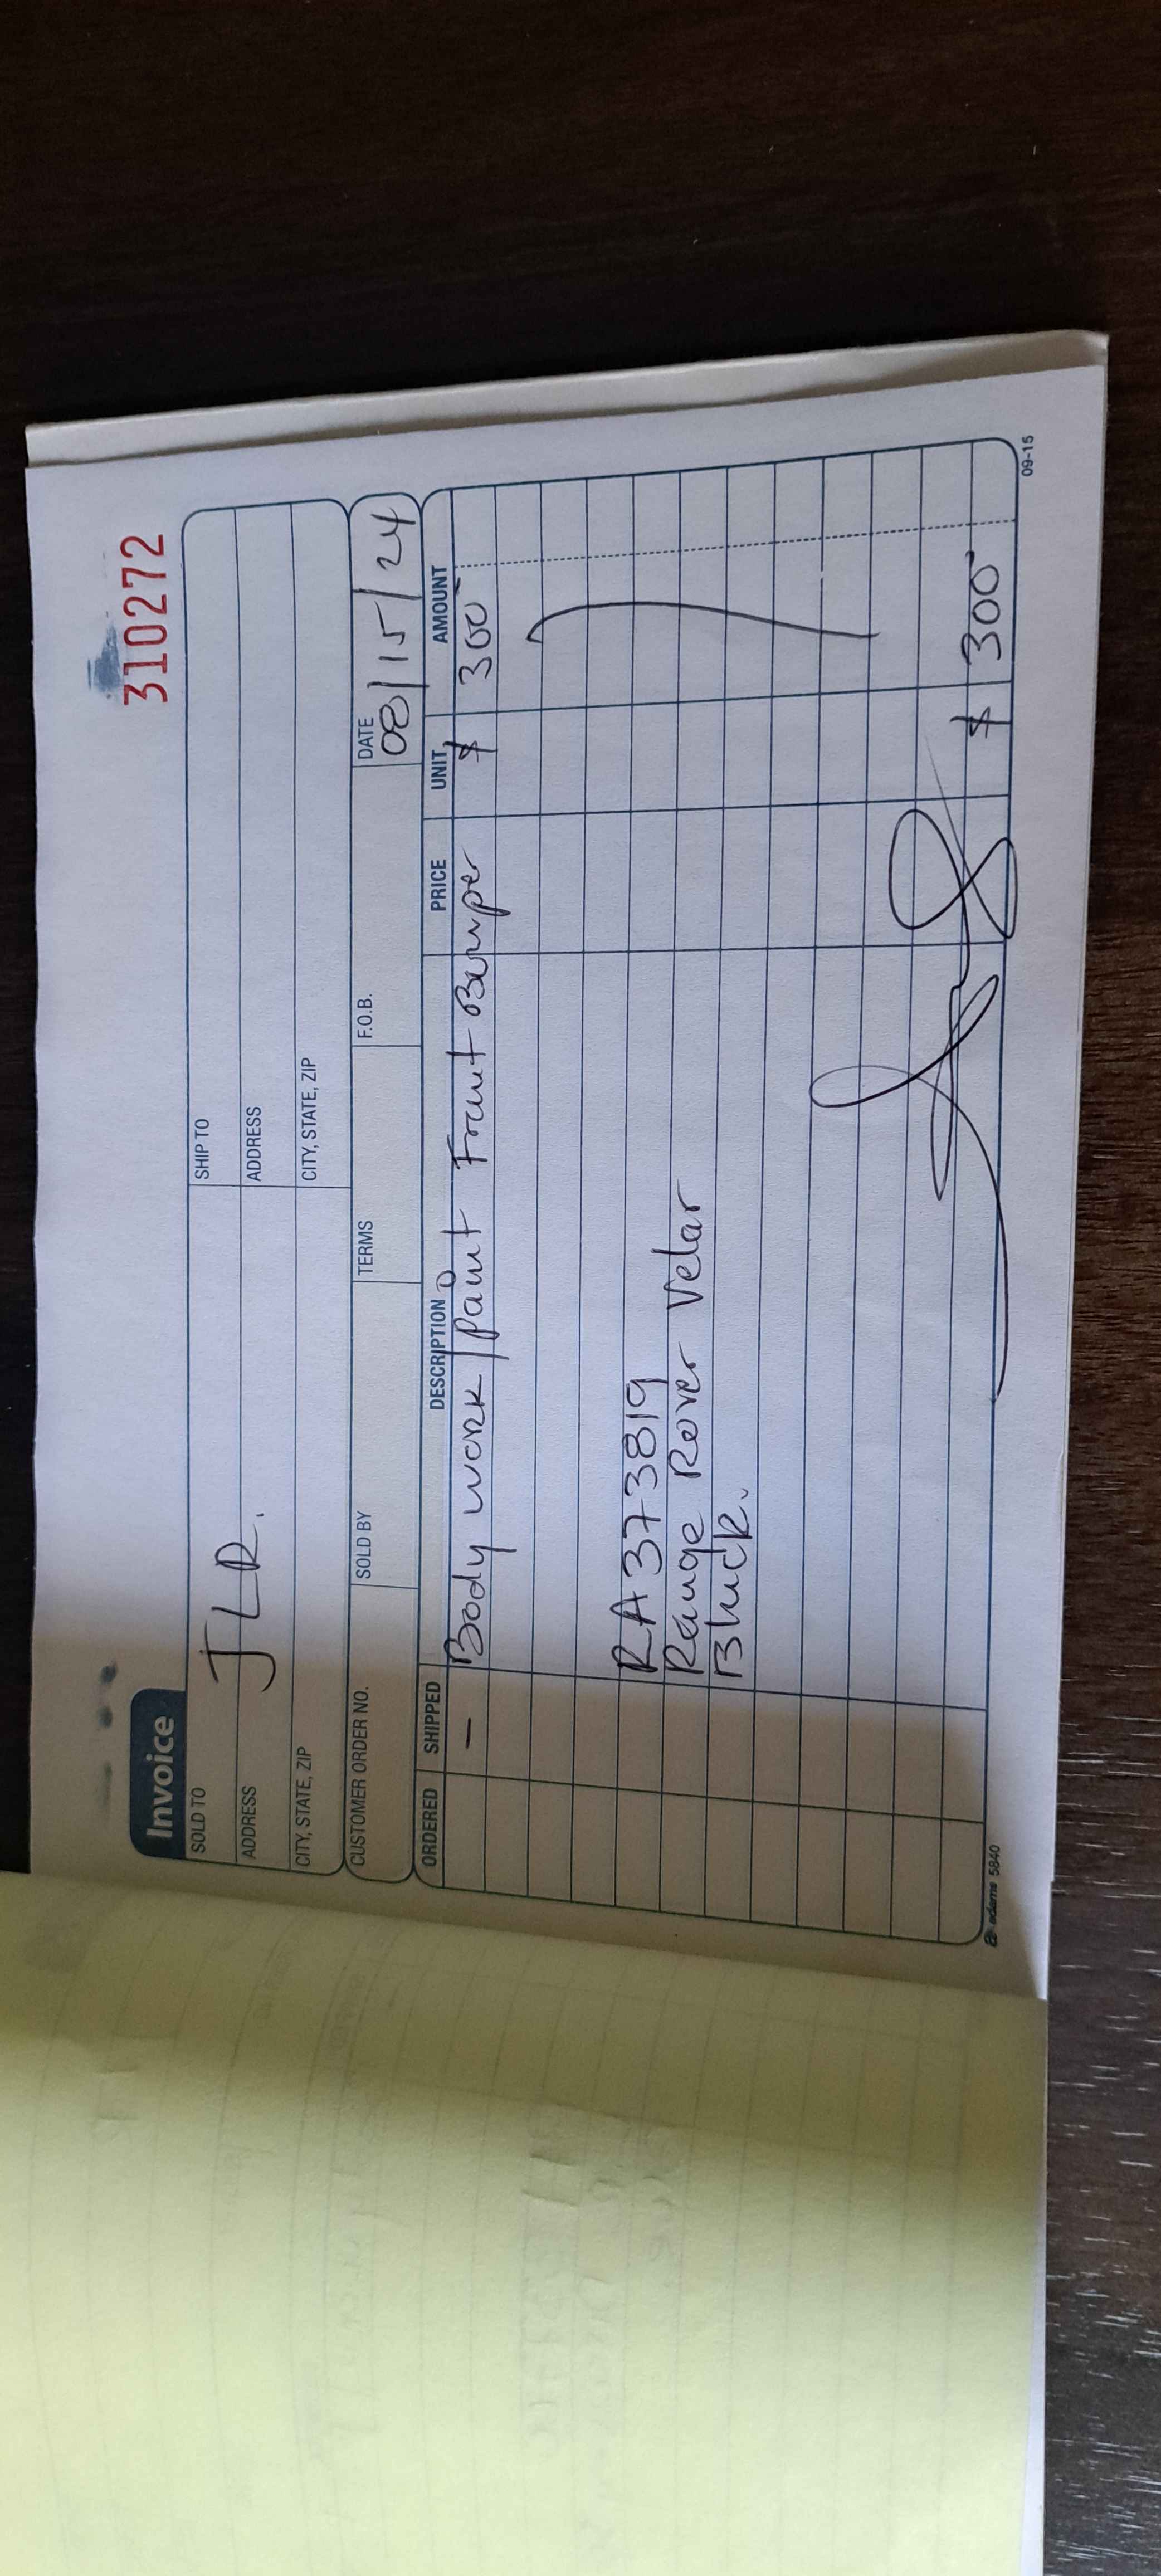 310272
Invoice
SOLD TO
JLR.
SHIP TO
ADDRESS
ADDRESS
CITY, STATE, ZIP
CITY, STATE, ZIP
CUSTOMER ORDER NO.
SOLD BY
TERMS
F.O.B.
DATE
08/15/24
ORDERED SHIPPED DESCRIPTION PRICE UNIT AMOUNT
— Body work/paint Front Bumper $ 300
RA373819
Range Rover Velar
Black.
$ 300
adams 5840
09-15